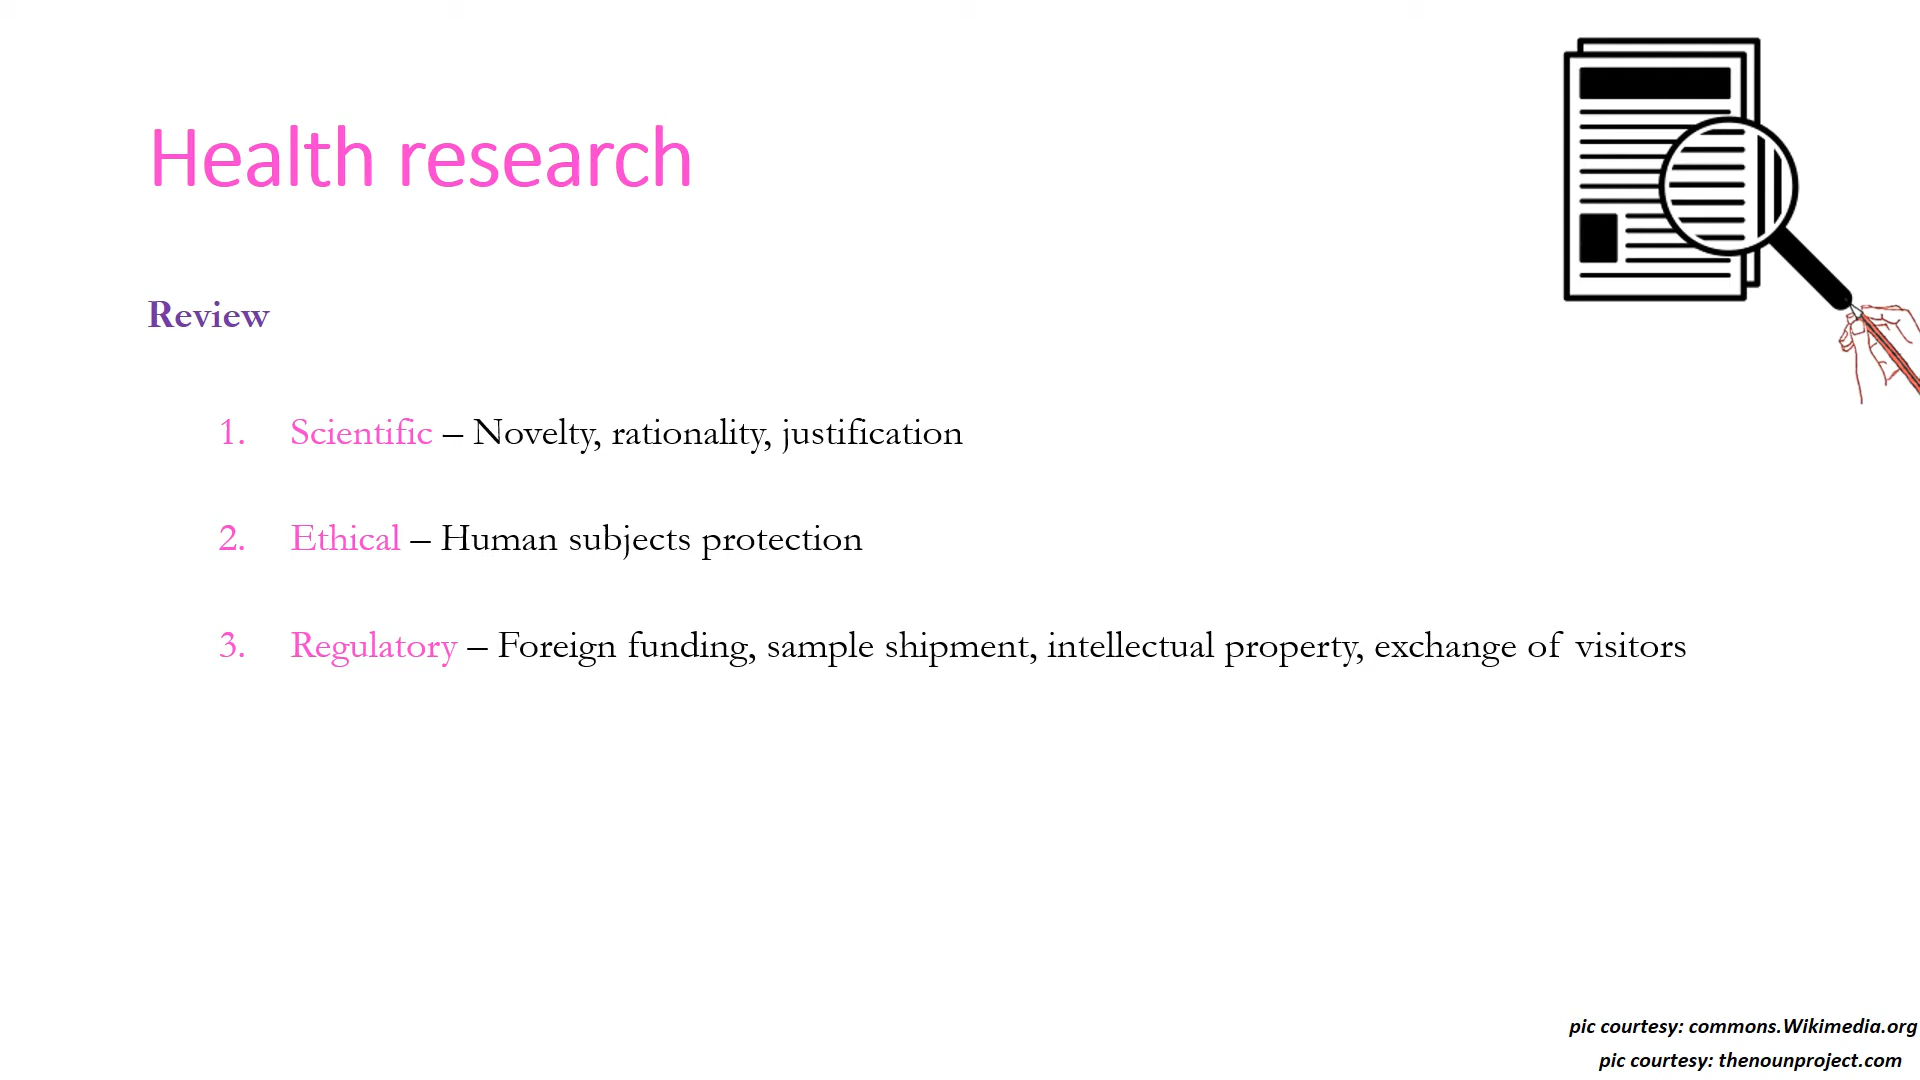 Health research
Review
1. Scientific – Novelty, rationality, justification
2. Ethical – Human subjects protection
3. Regulatory – Foreign funding, sample shipment, intellectual property, exchange of visitors
pic courtesy: commons.Wikimedia.org
pic courtesy: thenounproject.com